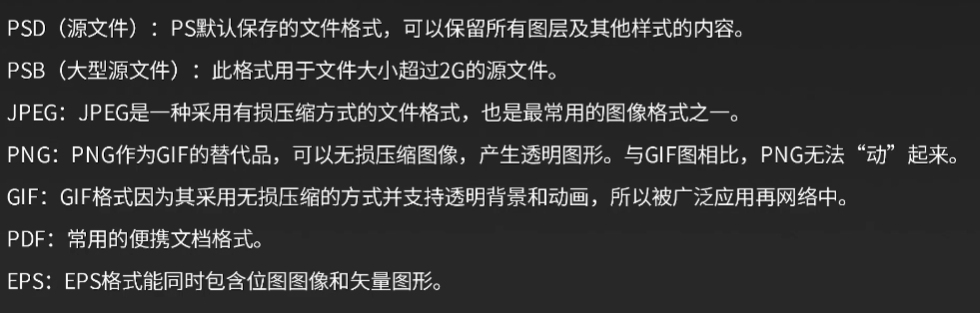 PSD（源文件）：PS默认保存的文件格式，可以保留所有图层及其他样式的内容。
PSB（大型源文件）：此格式用于文件大小超过2G的源文件。
JPEG：JPEG是一种采用有损压缩方式的文件格式，也是最常用的图像格式之一。
PNG：PNG作为GIF的替代品，可以无损压缩图像，产生透明图形。与GIF图相比，PNG无法“动”起来。
GIF：GIF格式因为其采用无损压缩的方式并支持透明背景和动画，所以被广泛应用再网络中。
PDF：常用的便携文档格式。
EPS：EPS格式能同时包含位图图像和矢量图形。